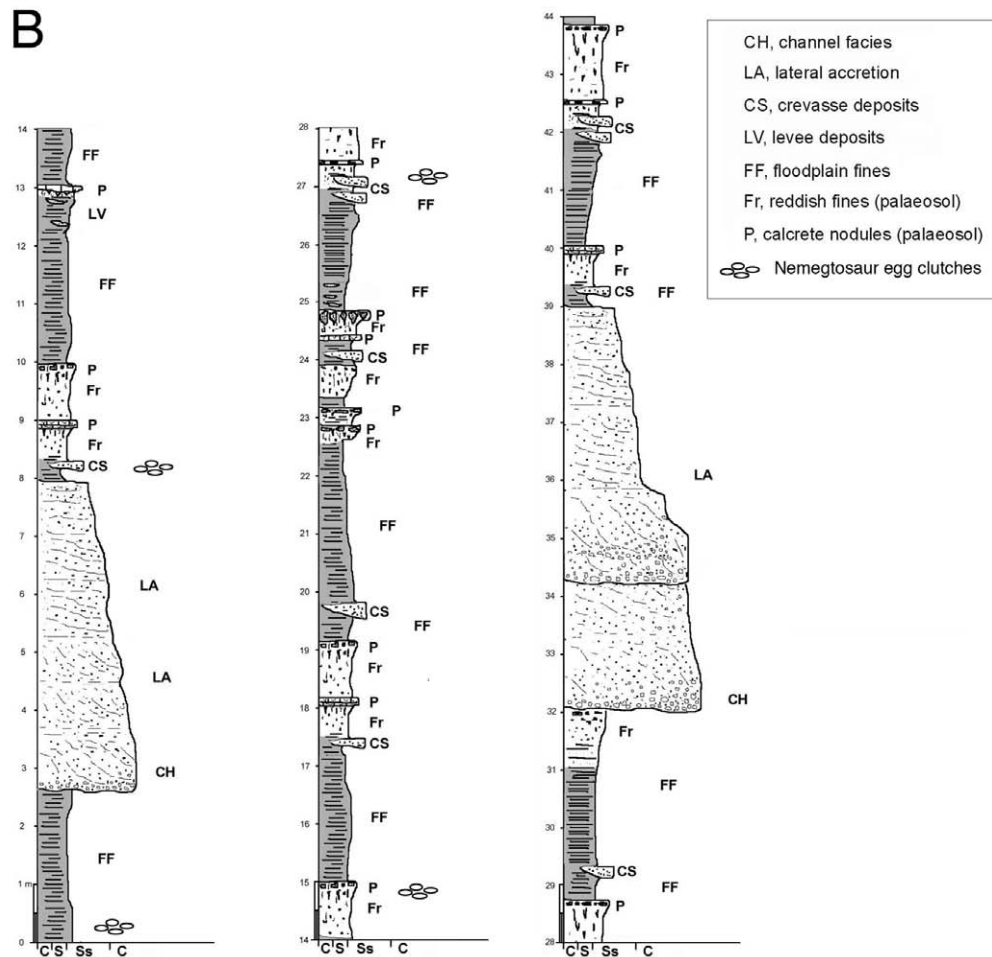 B
14
FF
13
P
LV
12
FF
11
10
P
Fr
9
P
Fr
CS
8
7
LA
6
5
LA
4
CH
3
2
FF
1 m
0
C S Ss C
28
Fr
P
27
CS
FF
26
FF
25
P
Fr
P
FF
24
CS
Fr
23
P
P
Fr
22
FF
21
20
CS
FF
19
P
Fr
18
P
Fr
CS
17
16
FF
15
P
Fr
14
C S Ss C
44
P
Fr
43
P
CS
42
FF
41
40
P
Fr
CS
FF
39
38
37
LA
36
35
34
33
CH
32
Fr
31
FF
30
CS
29
FF
P
28
C S Ss C
CH, channel facies
LA, lateral accretion
CS, crevasse deposits
LV, levee deposits
FF, floodplain fines
Fr, reddish fines (palaeosol)
P, calcrete nodules (palaeosol)
Nemegtosaur egg clutches